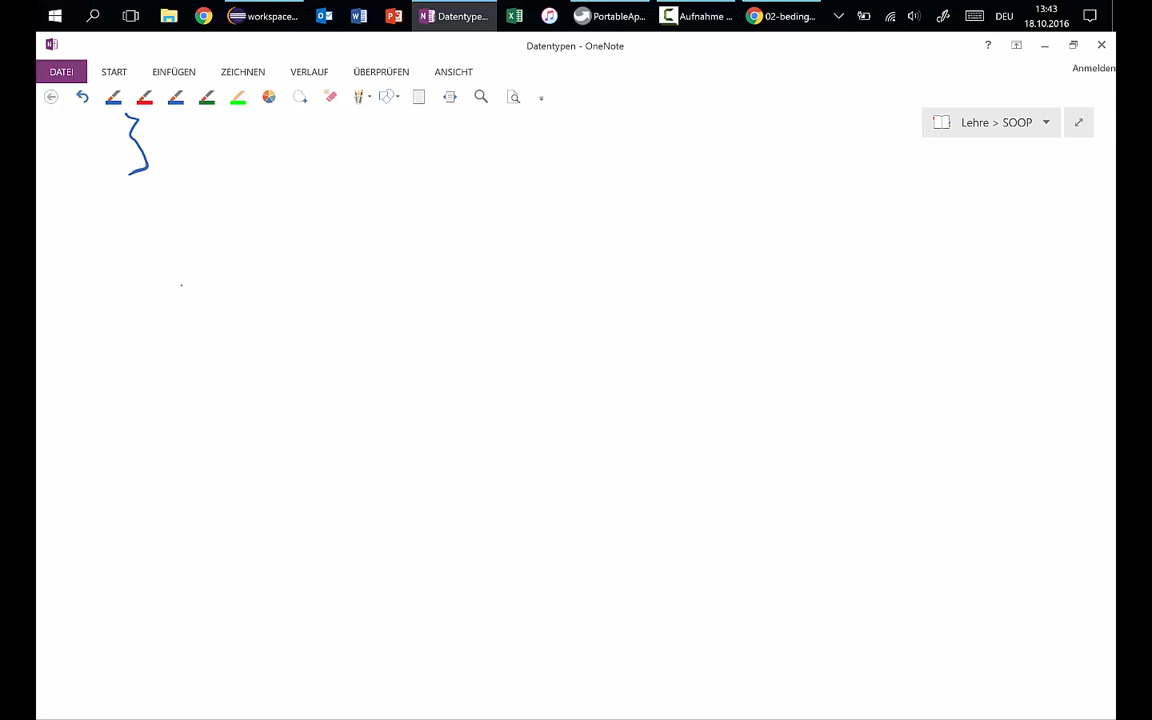 workspace...
Datentype...
PortableAp...
Aufnahme ...
02-beding...
DEU
13:43
18.10.2016
Datentypen - OneNote
?
Anmelden
DATEI START EINFÜGEN ZEICHNEN VERLAUF ÜBERPRÜFEN ANSICHT
Lehre > SOOP
}